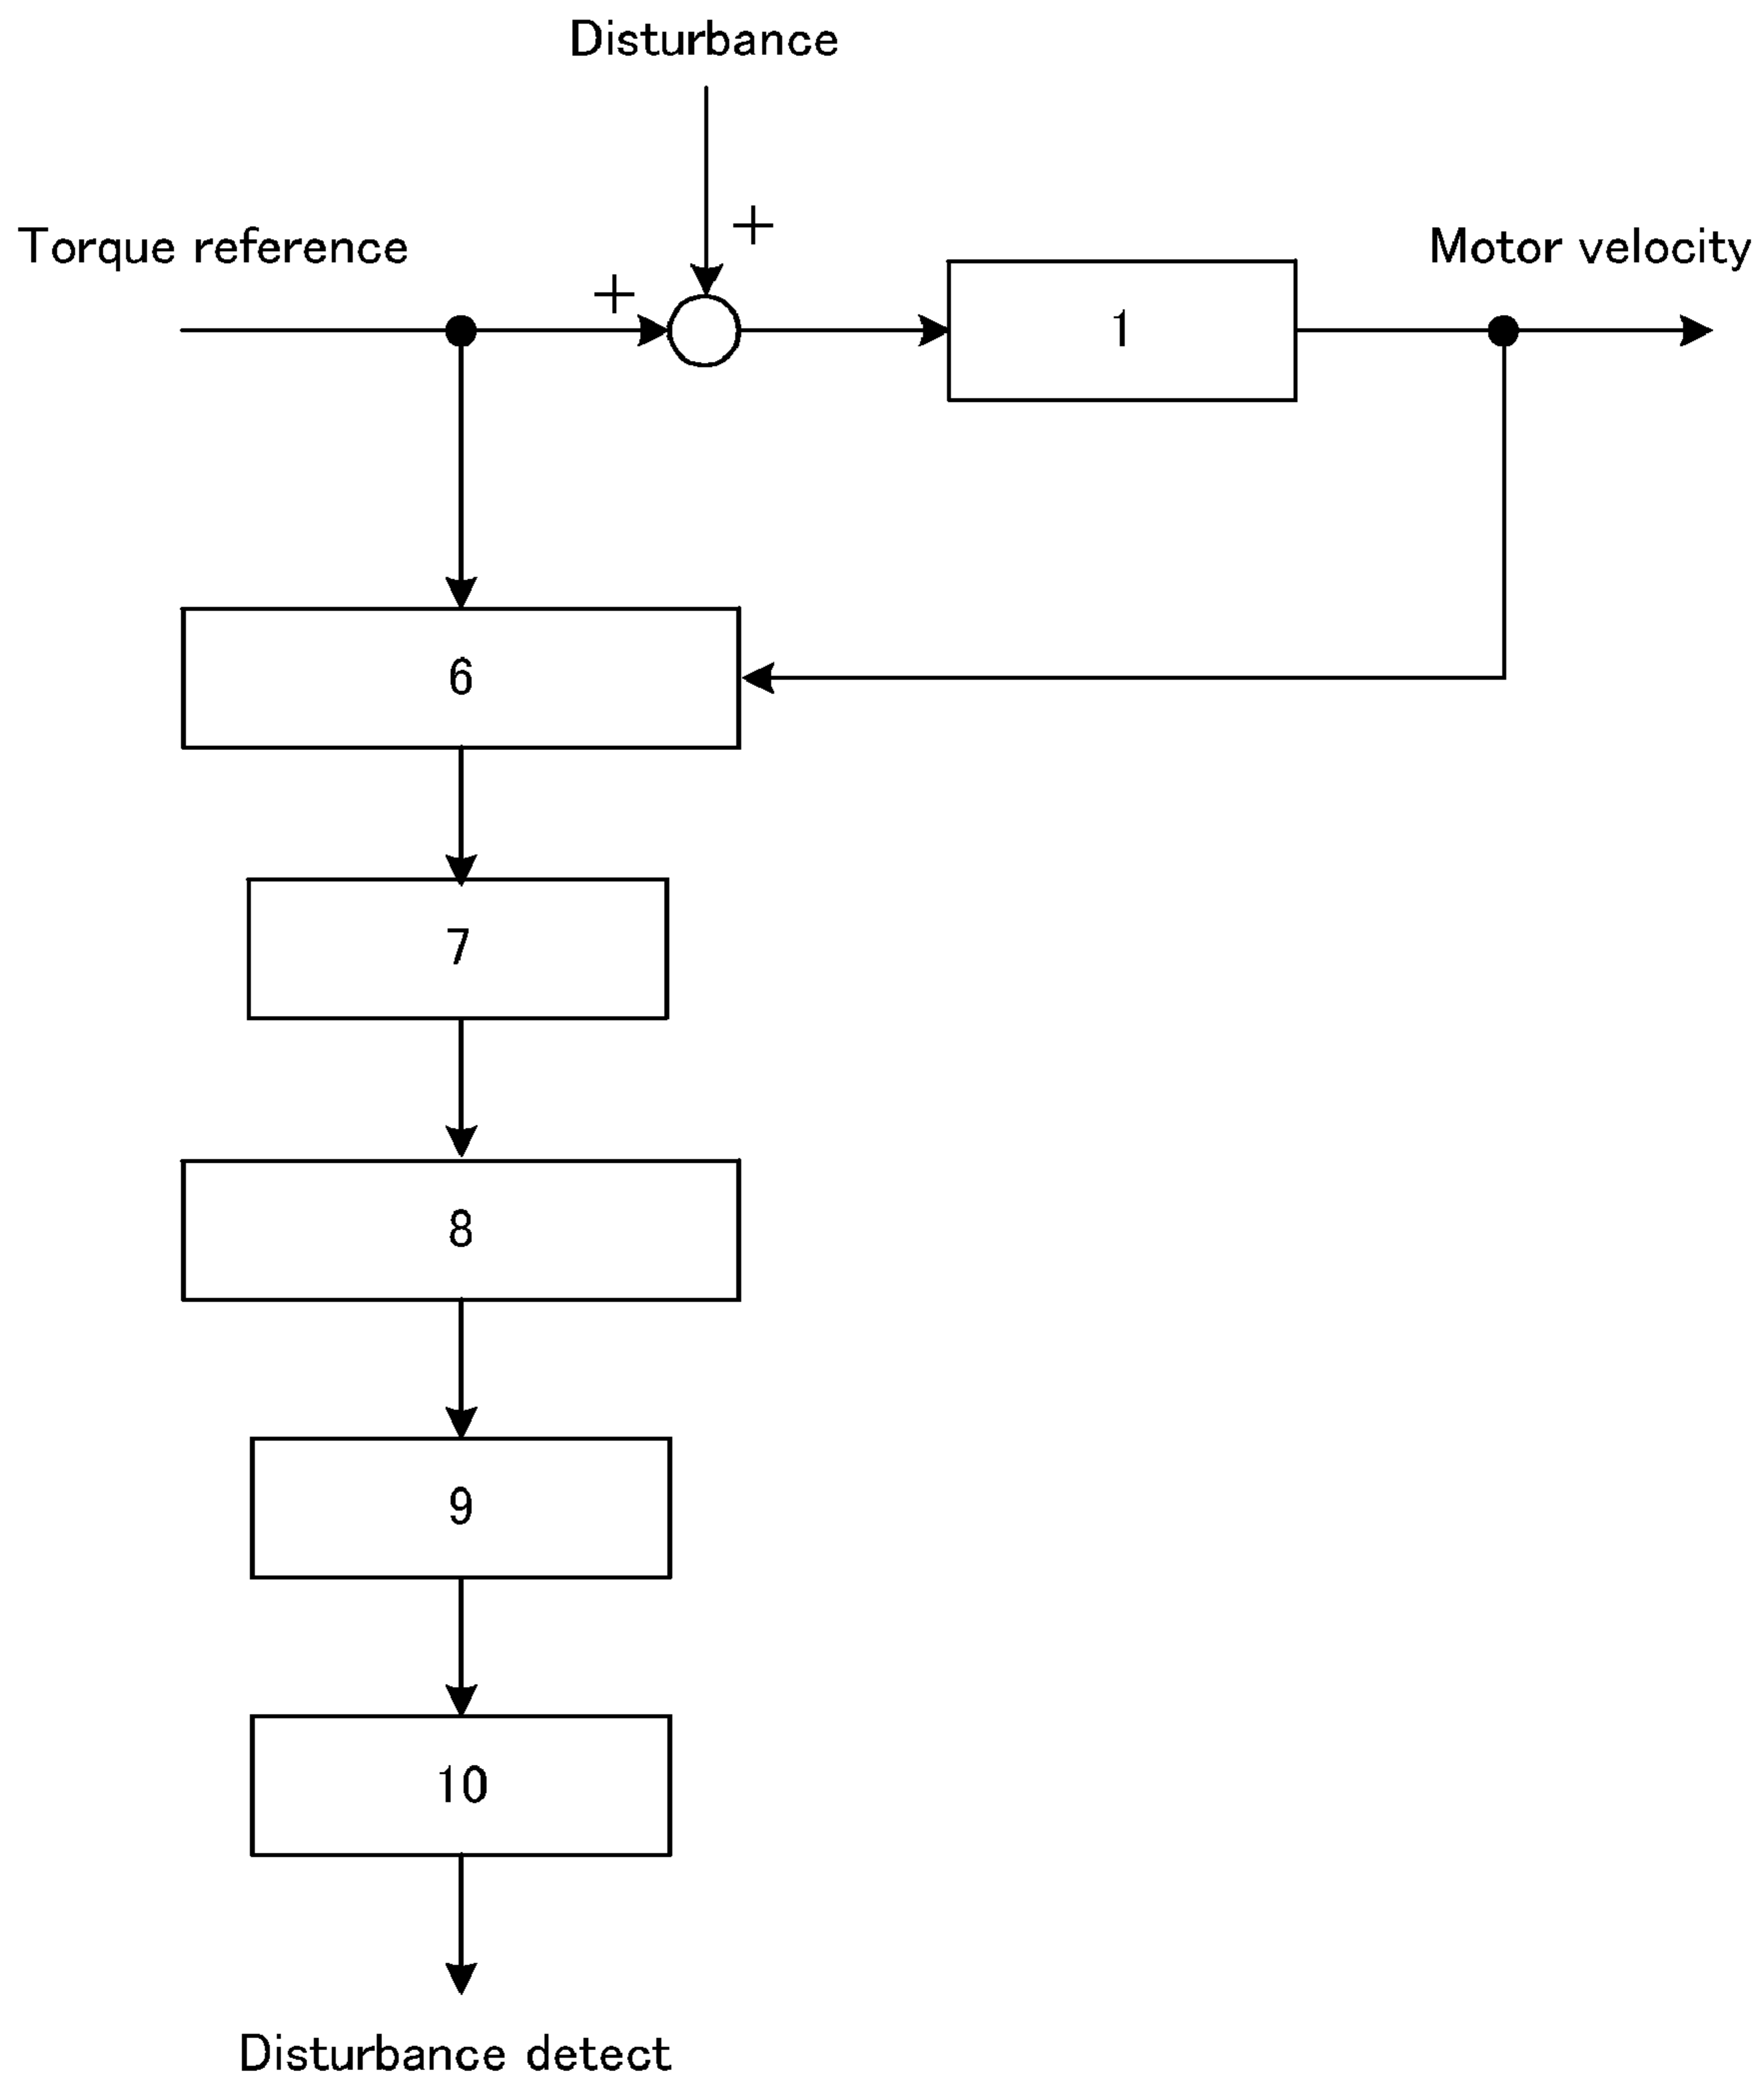 Disturbance
+
Torque reference
Motor velocity
+
1
6
7
8
9
10
Disturbance detect